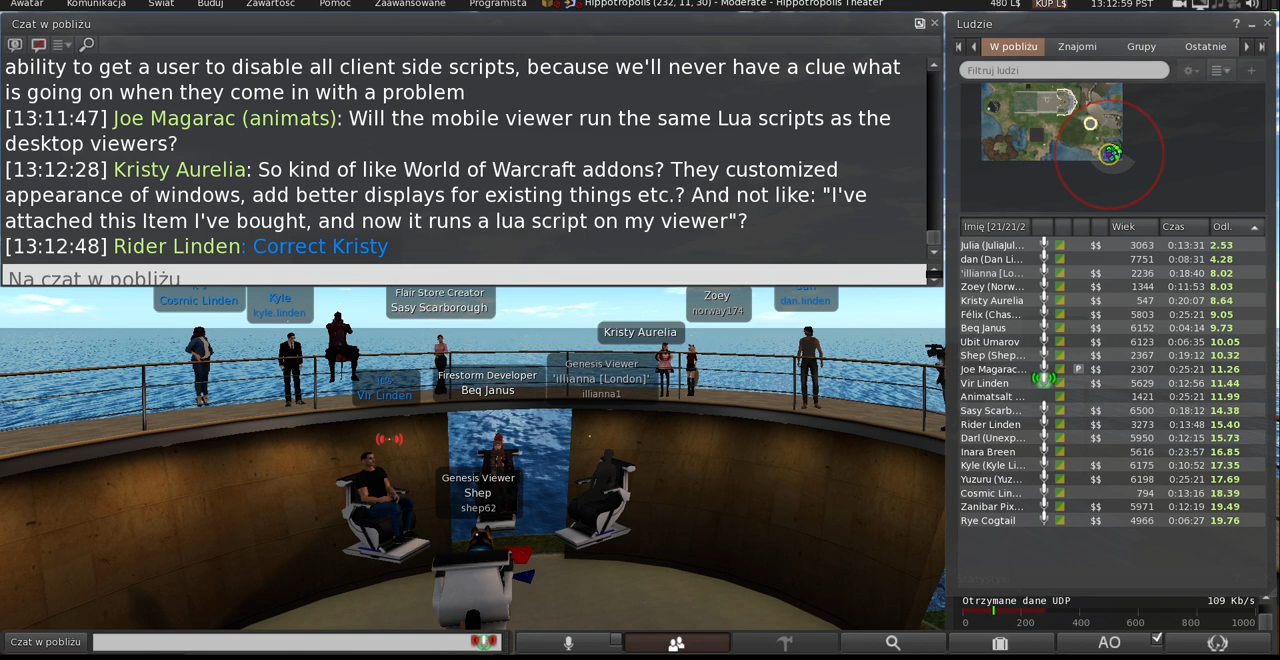 Awatar Komunikacja Świat Buduj Zawartość Pomoc Zaawansowane Programista Hippotropolis (232, 11, 30) - Moderate - Hippotropolis Theater 480 L$ KUP L$ 13:12:59 PST
Czat w pobliżu
ability to get a user to disable all client side scripts, because we'll never have a clue what
is going on when they come in with a problem
[13:11:47] Joe Magarac (animats): Will the mobile viewer run the same Lua scripts as the
desktop viewers?
[13:12:28] Kristy Aurelia: So kind of like World of Warcraft addons? They customized
appearance of windows, add better displays for existing things etc.? And not like: "I've
attached this Item I've bought, and now it runs a lua script on my viewer"?
[13:12:48] Rider Linden: Correct Kristy
Na czat w pobliżu
Cosmic Linden
Kyle
kyle.linden
Flair Store Creator
Sasy Scarborough
Zoey
norway174
dan.linden
Kristy Aurelia
Vir Linden
Firestorm Developer
Beq Janus
Genesis Viewer
'illianna [London]'
illianna1
Genesis Viewer
Shep
shep62
Czat w pobliżu
AO
Ludzie
W pobliżu Znajomi Grupy Ostatnie
Filtruj ludzi
Imię [21/21/2 Wiek Czas Odl.
Julia (JuliaJul... $$ 3063 0:13:31 2.53
dan (Dan Li... 7751 0:08:31 4.28
'illianna [Lo... $$ 2236 0:18:40 8.02
Zoey (Norw... $$ 1344 0:11:53 8.03
Kristy Aurelia $$ 547 0:20:07 8.64
Félix (Chas... $$ 5803 0:25:21 9.05
Beq Janus $$ 6152 0:04:14 9.73
Ubit Umarov $$ 6123 0:06:35 10.05
Shep (Shep... $$ 2367 0:19:12 10.32
Joe Magarac... P $$ 2307 0:25:21 11.26
Vir Linden $$ 5629 0:12:56 11.44
Animatsalt ... 1421 0:25:21 11.99
Sasy Scarb... $$ 6500 0:18:12 14.38
Rider Linden $$ 3273 0:13:48 15.40
Darl (Unexp... $$ 5950 0:12:15 15.73
Inara Breen 5616 0:23:57 16.85
Kyle (Kyle Li... $$ 6175 0:10:52 17.35
Yuzuru (Yuz... $$ 6198 0:25:21 17.69
Cosmic Lin... 794 0:13:16 18.39
Zanibar Pix... $$ 5971 0:12:19 19.49
Rye Cogtail $$ 4966 0:06:27 19.76
Otrzymane dane UDP 109 Kb/s
0 200 400 600 800 1000